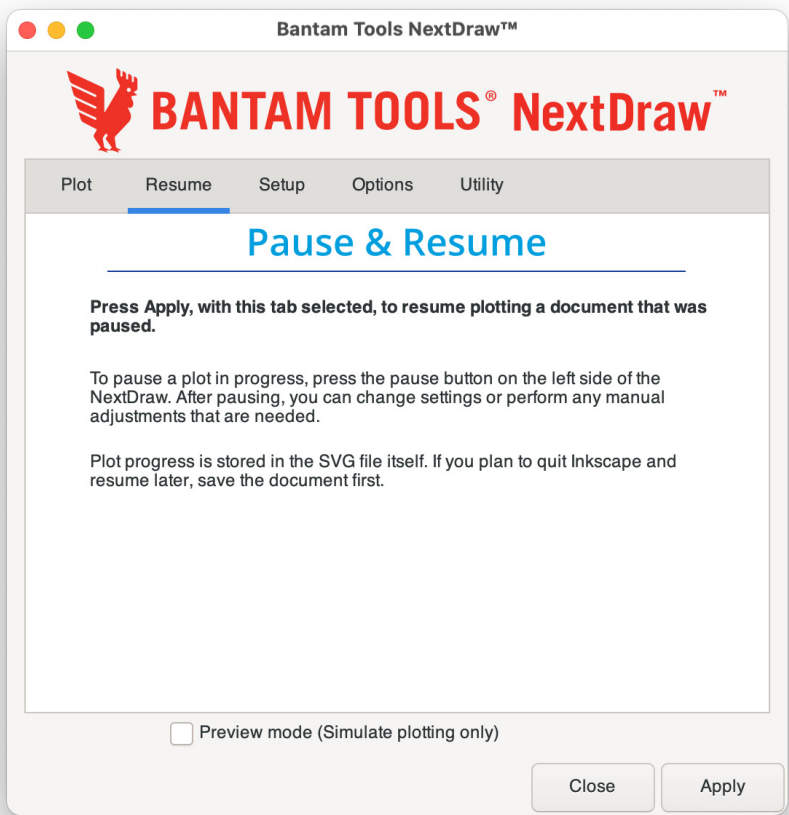 Bantam Tools NextDraw™
BANTAM TOOLS® NextDraw™
Plot Resume Setup Options Utility
Pause & Resume
Press Apply, with this tab selected, to resume plotting a document that was
paused.
To pause a plot in progress, press the pause button on the left side of the
NextDraw. After pausing, you can change settings or perform any manual
adjustments that are needed.
Plot progress is stored in the SVG file itself. If you plan to quit Inkscape and
resume later, save the document first.
Preview mode (Simulate plotting only)
Close Apply